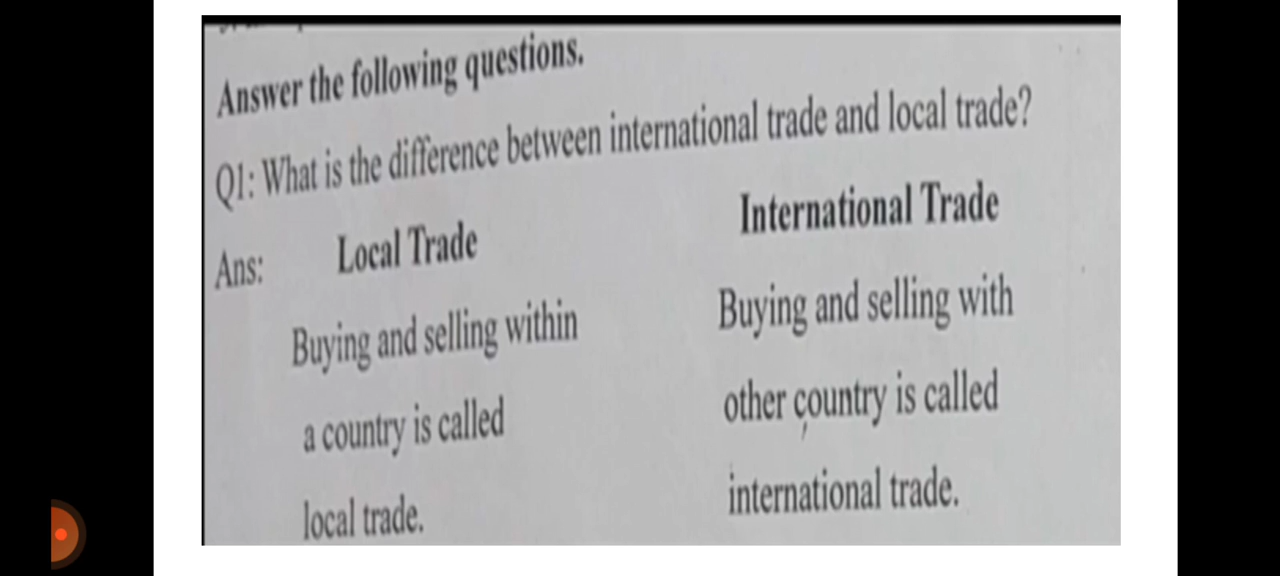 Answer the following questions.
Q1: What is the difference between international trade and local trade?
Ans: Local Trade International Trade
Buying and selling within Buying and selling with
a country is called other country is called
local trade. international trade.